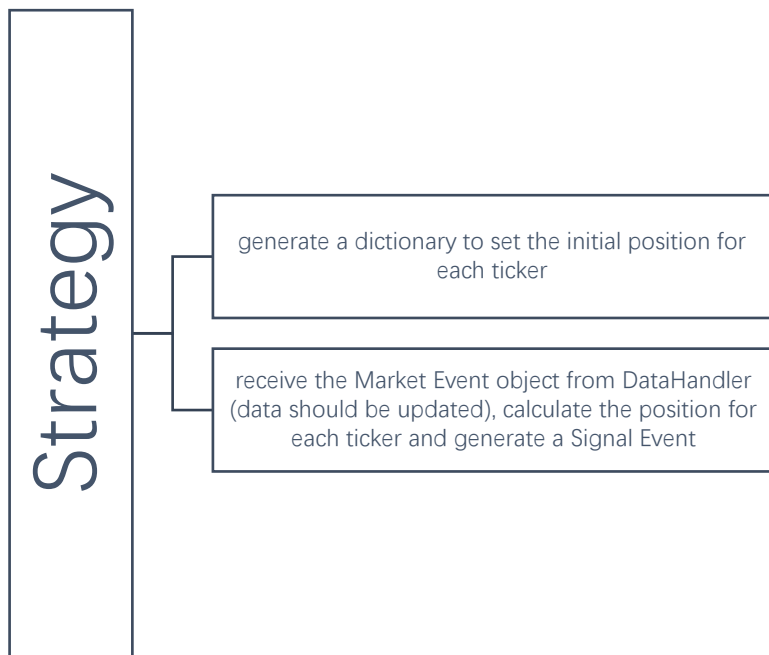 Strategy
generate a dictionary to set the initial position for
each ticker
receive the Market Event object from DataHandler
(data should be updated), calculate the position for
each ticker and generate a Signal Event